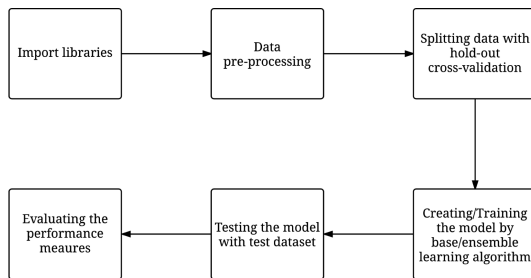 Import libraries
Data
pre-processing
Splitting data with
hold-out
cross-validation
Creating/Training
the model by
base/ensemble
learning algorithm
Testing the model
with test dataset
Evaluating the
performance
meaures